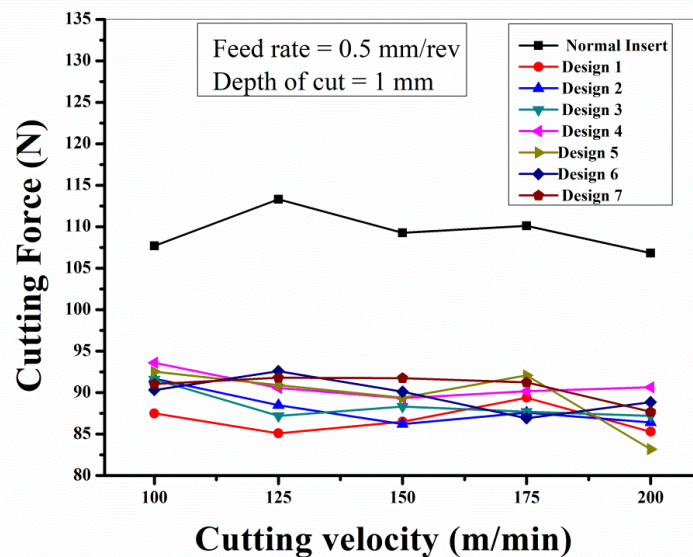 135
130
125
120
115
110
105
100
95
90
85
80
Cutting Force (N)
Feed rate = 0.5 mm/rev
Depth of cut = 1 mm
Normal Insert
Design 1
Design 2
Design 3
Design 4
Design 5
Design 6
Design 7
100 125 150 175 200
Cutting velocity (m/min)